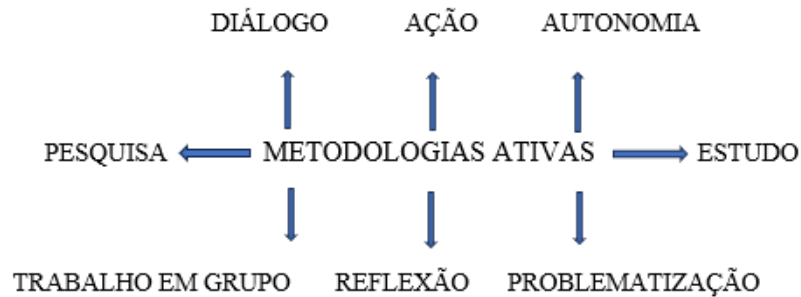 DIÁLOGO AÇÃO AUTONOMIA
PESQUISA METODOLOGIAS ATIVAS ESTUDO
TRABALHO EM GRUPO REFLEXÃO PROBLEMATIZAÇÃO